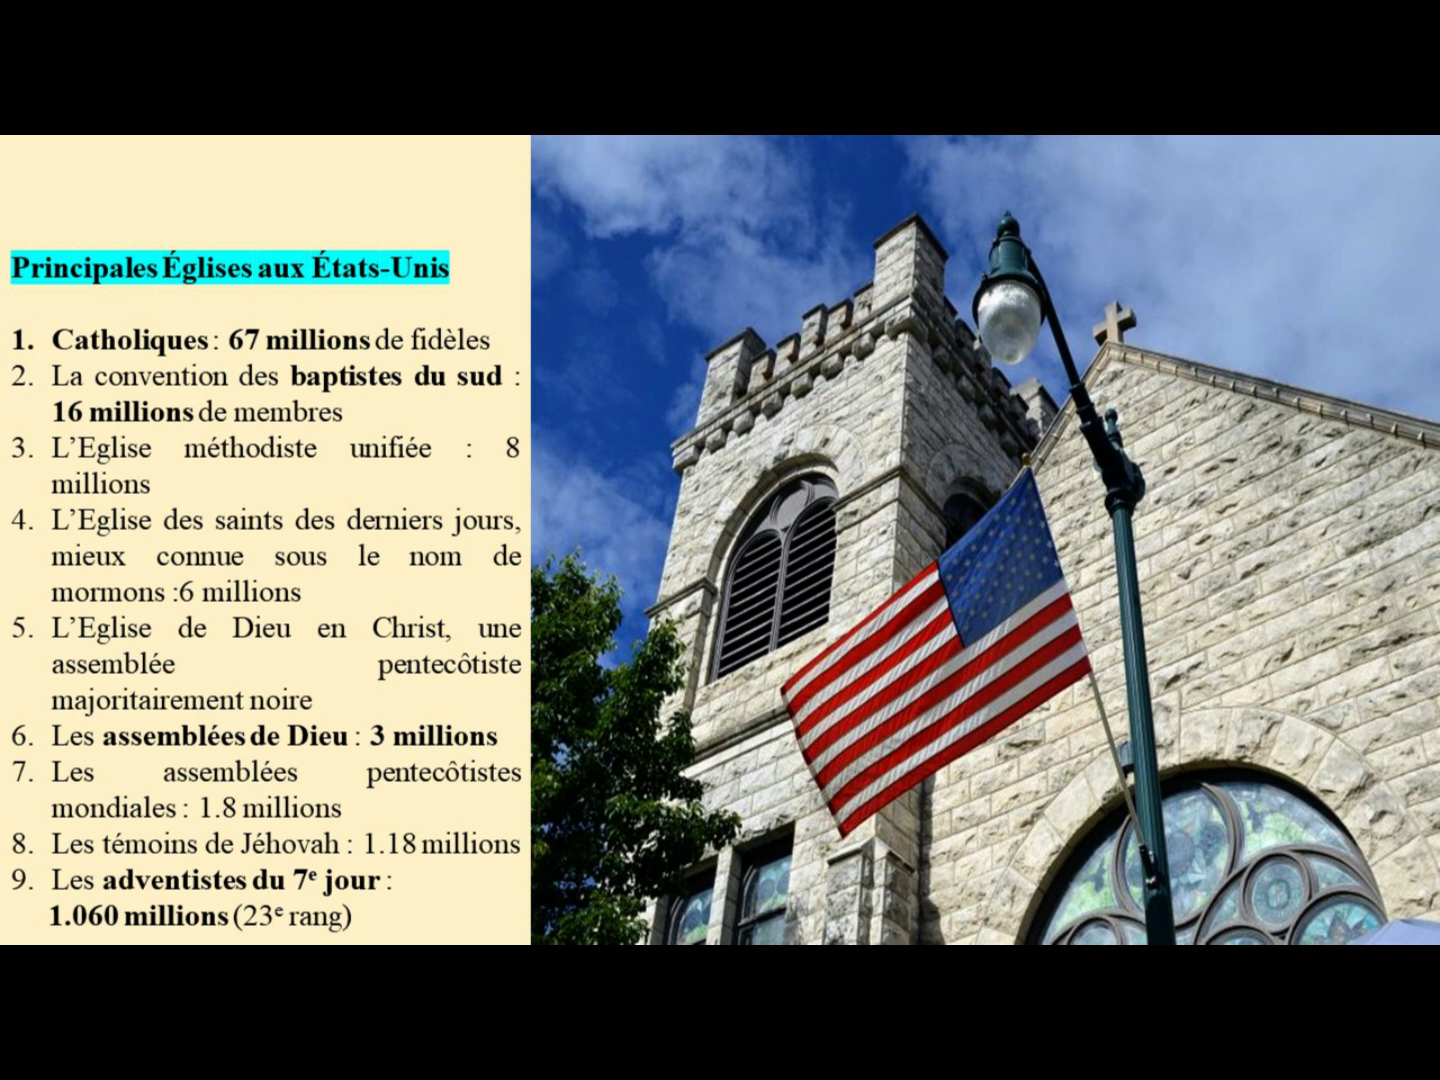 Principales Églises aux États-Unis
1. Catholiques : 67 millions de fidèles
2. La convention des baptistes du sud :
16 millions de membres
3. L’Eglise méthodiste unifiée : 8
millions
4. L’Eglise des saints des derniers jours,
mieux connue sous le nom de
mormons :6 millions
5. L’Eglise de Dieu en Christ, une
assemblée pentecôtiste
majoritairement noire
6. Les assemblées de Dieu : 3 millions
7. Les assemblées pentecôtistes
mondiales : 1.8 millions
8. Les témoins de Jéhovah : 1.18 millions
9. Les adventistes du 7e jour :
1.060 millions (23e rang)